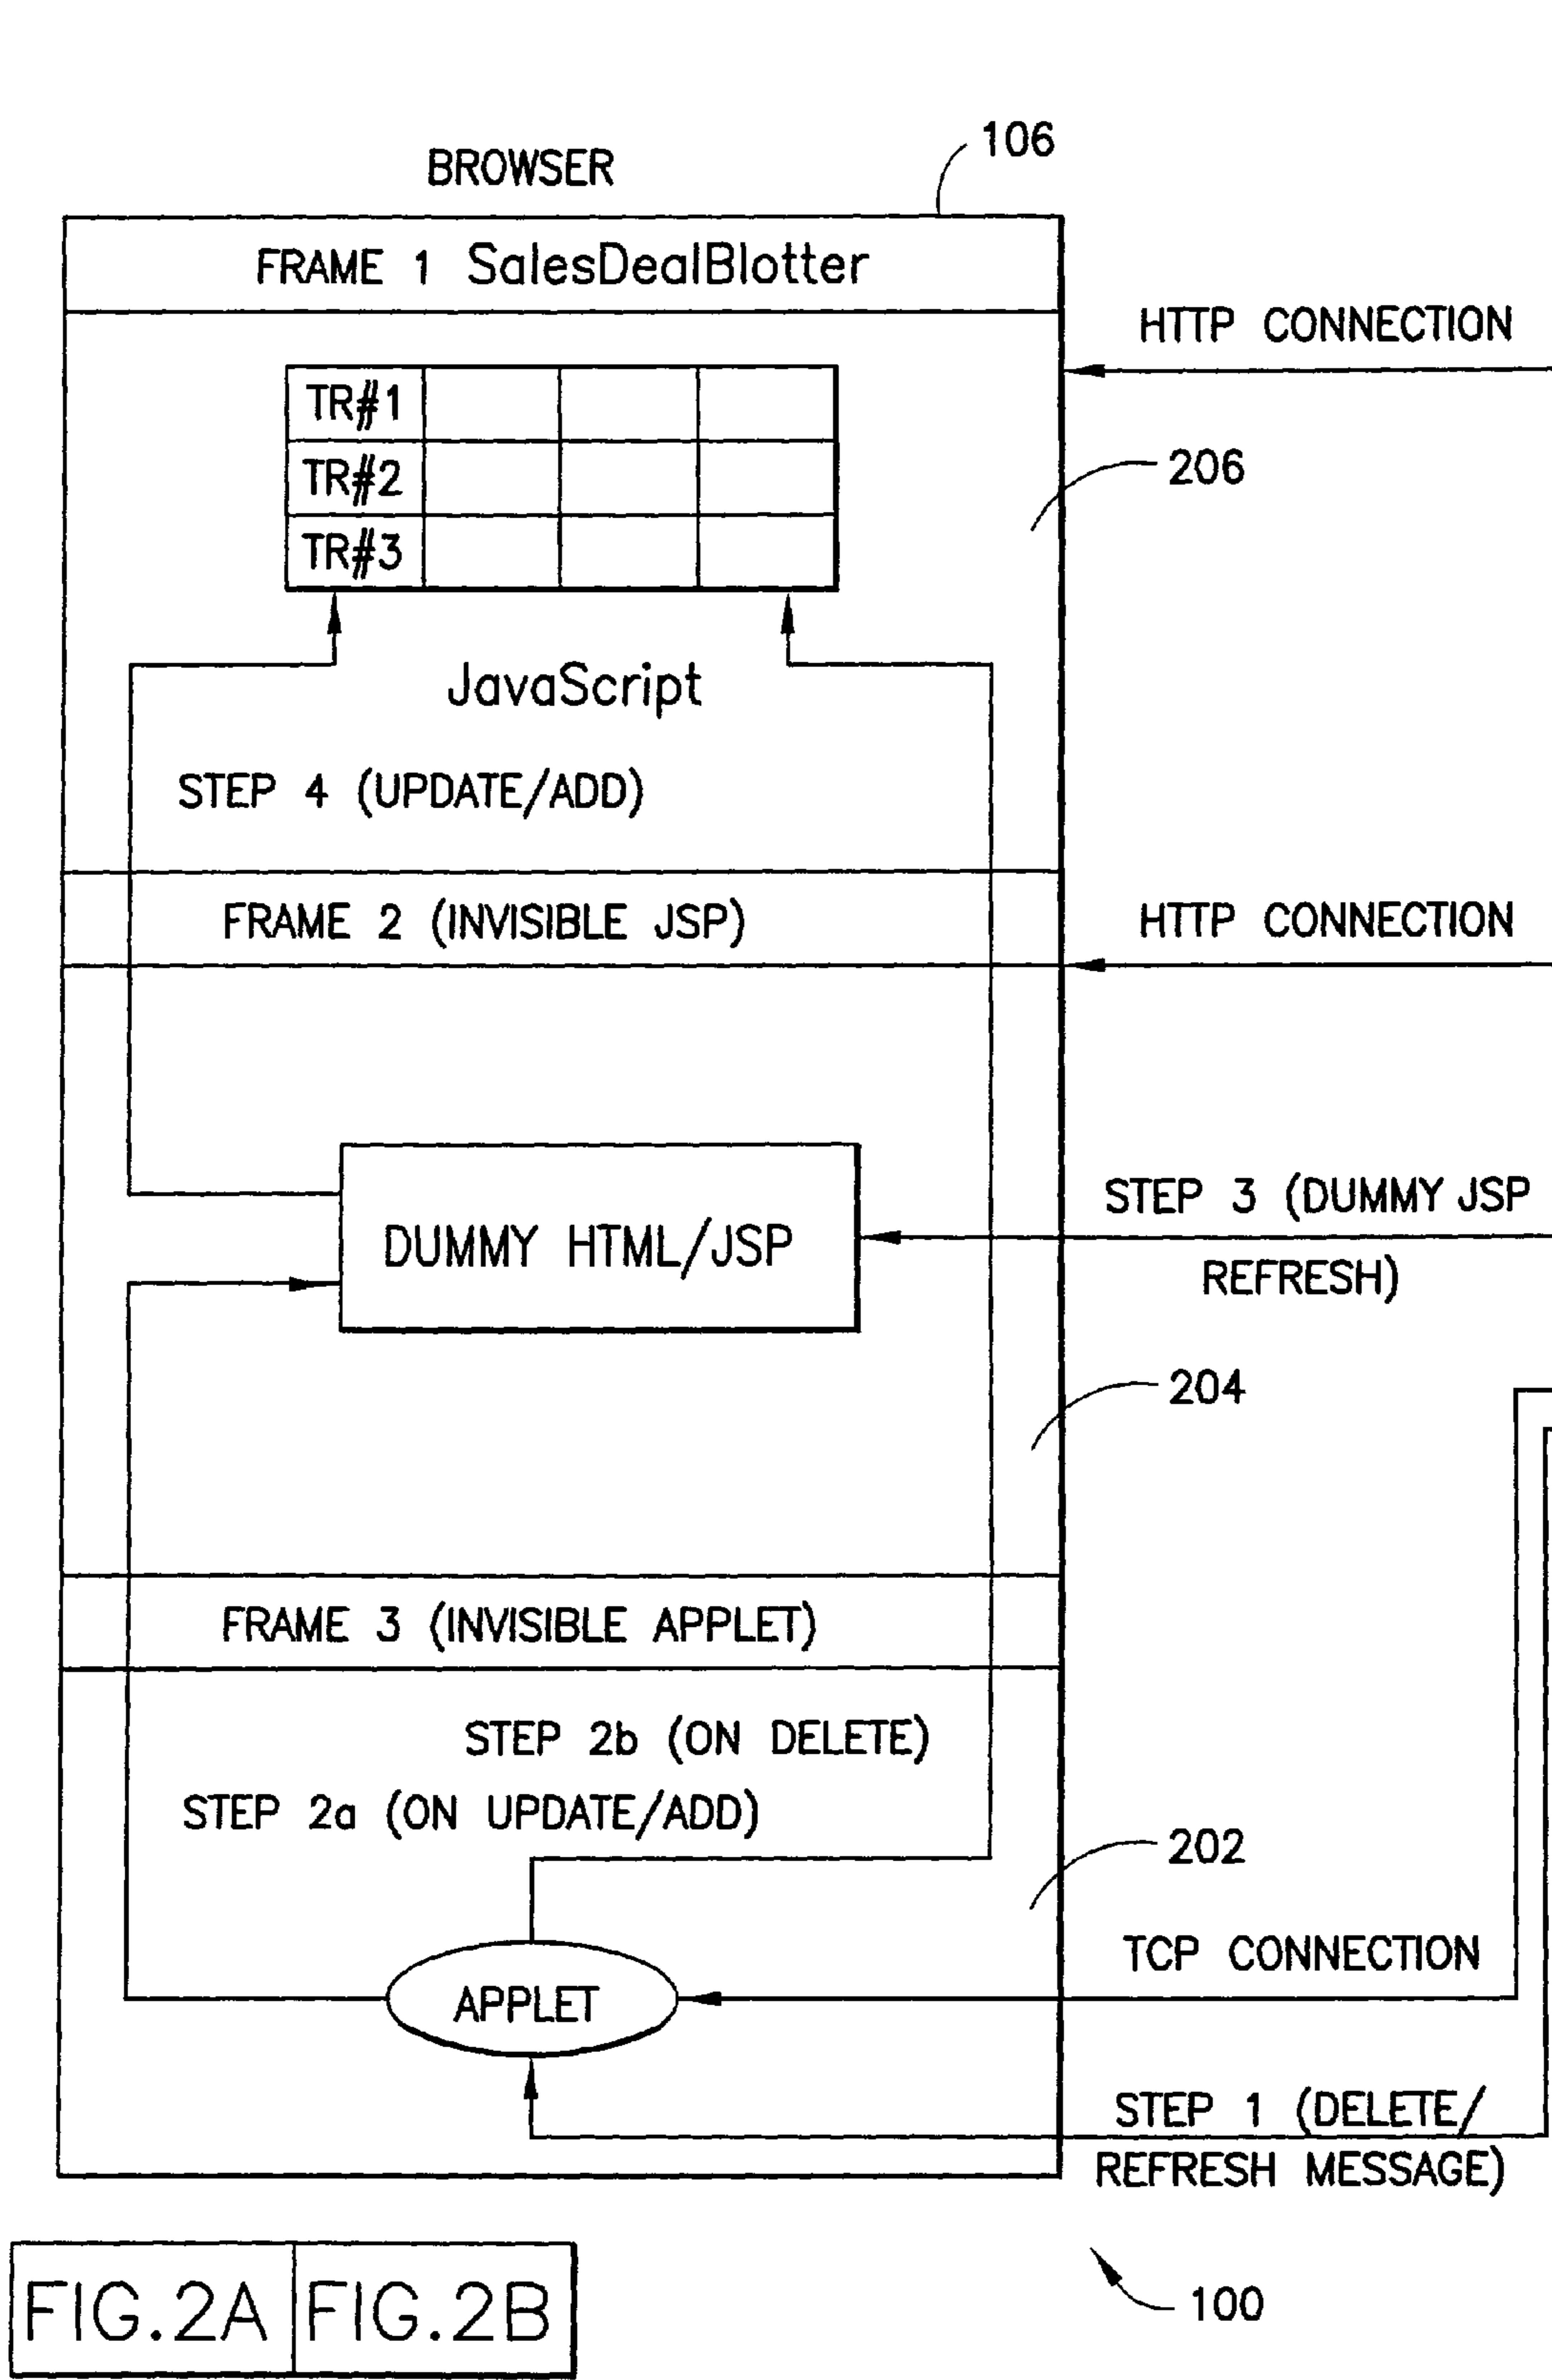 106
BROWSER
FRAME 1 SalesDealBlotter
HTTP CONNECTION
TR#1
TR#2
TR#3
206
JavaScript
STEP 4 (UPDATE/ADD)
FRAME 2 (INVISIBLE JSP)
HTTP CONNECTION
STEP 3 (DUMMY JSP
REFRESH)
DUMMY HTML/JSP
204
FRAME 3 (INVISIBLE APPLET)
STEP 2b (ON DELETE)
STEP 2a (ON UPDATE/ADD)
202
TCP CONNECTION
APPLET
STEP 1 (DELETE/
REFRESH MESSAGE)
100
FIG.2A FIG.2B